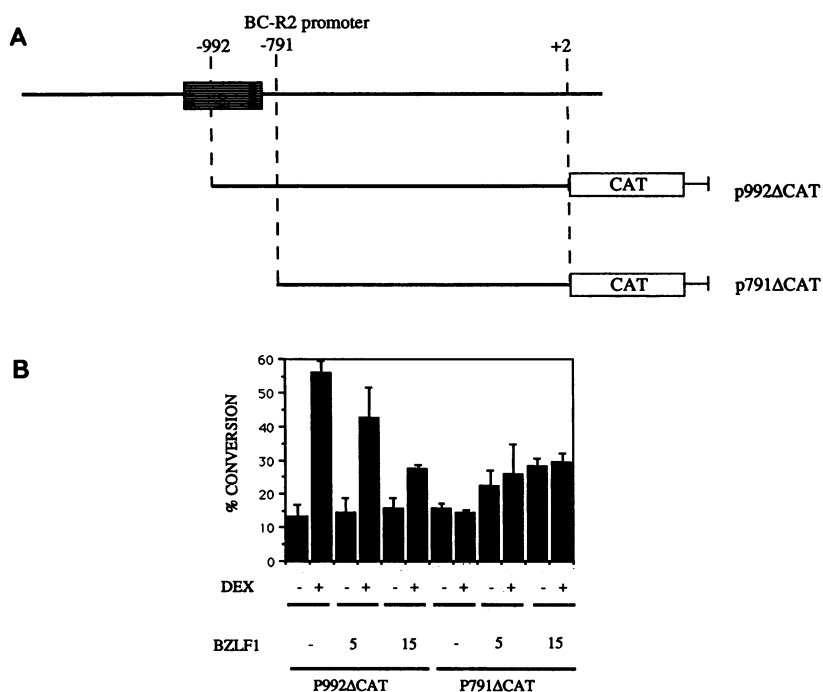 A
BC-R2 promoter
-992 -791 +2
CAT p992ΔCAT
CAT p791ΔCAT
B
% CONVERSION
60
50
40
30
20
10
0
DEX - + - + - + - + - + - +
BZLF1 - 5 15 - 5 15
P992ΔCAT P791ΔCAT